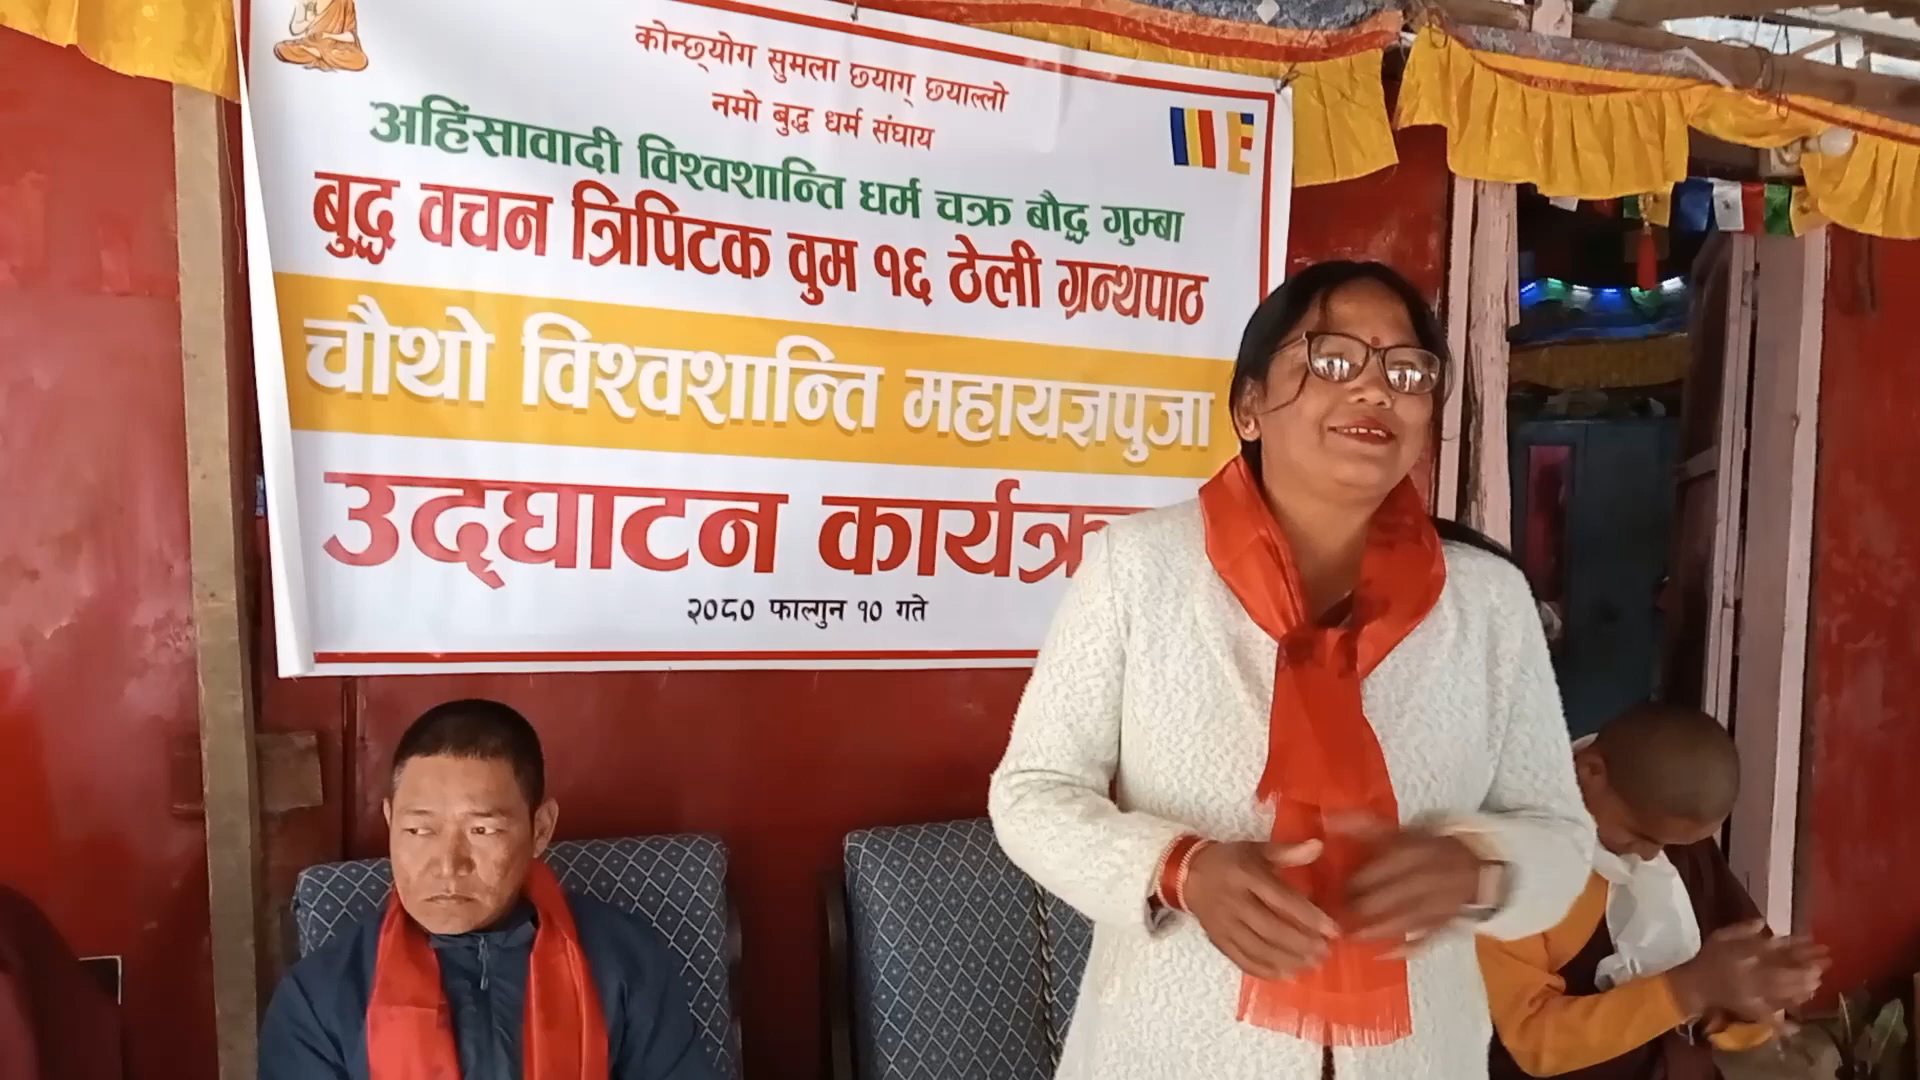 कोन्छ्योग सुमला छ्याग् छ्याल्लो
नमो बुद्ध धर्म संघाय
अहिंसावादी विश्वशान्ति धर्म चक्र बौद्ध गुम्बा
बुद्ध वचन त्रिपिटक वुम १६ ठेली ग्रन्थपाठ
चौथो विश्वशान्ति महायज्ञपुजा
उद्घाटन कार्यक्र
२०८० फाल्गुन १० गते